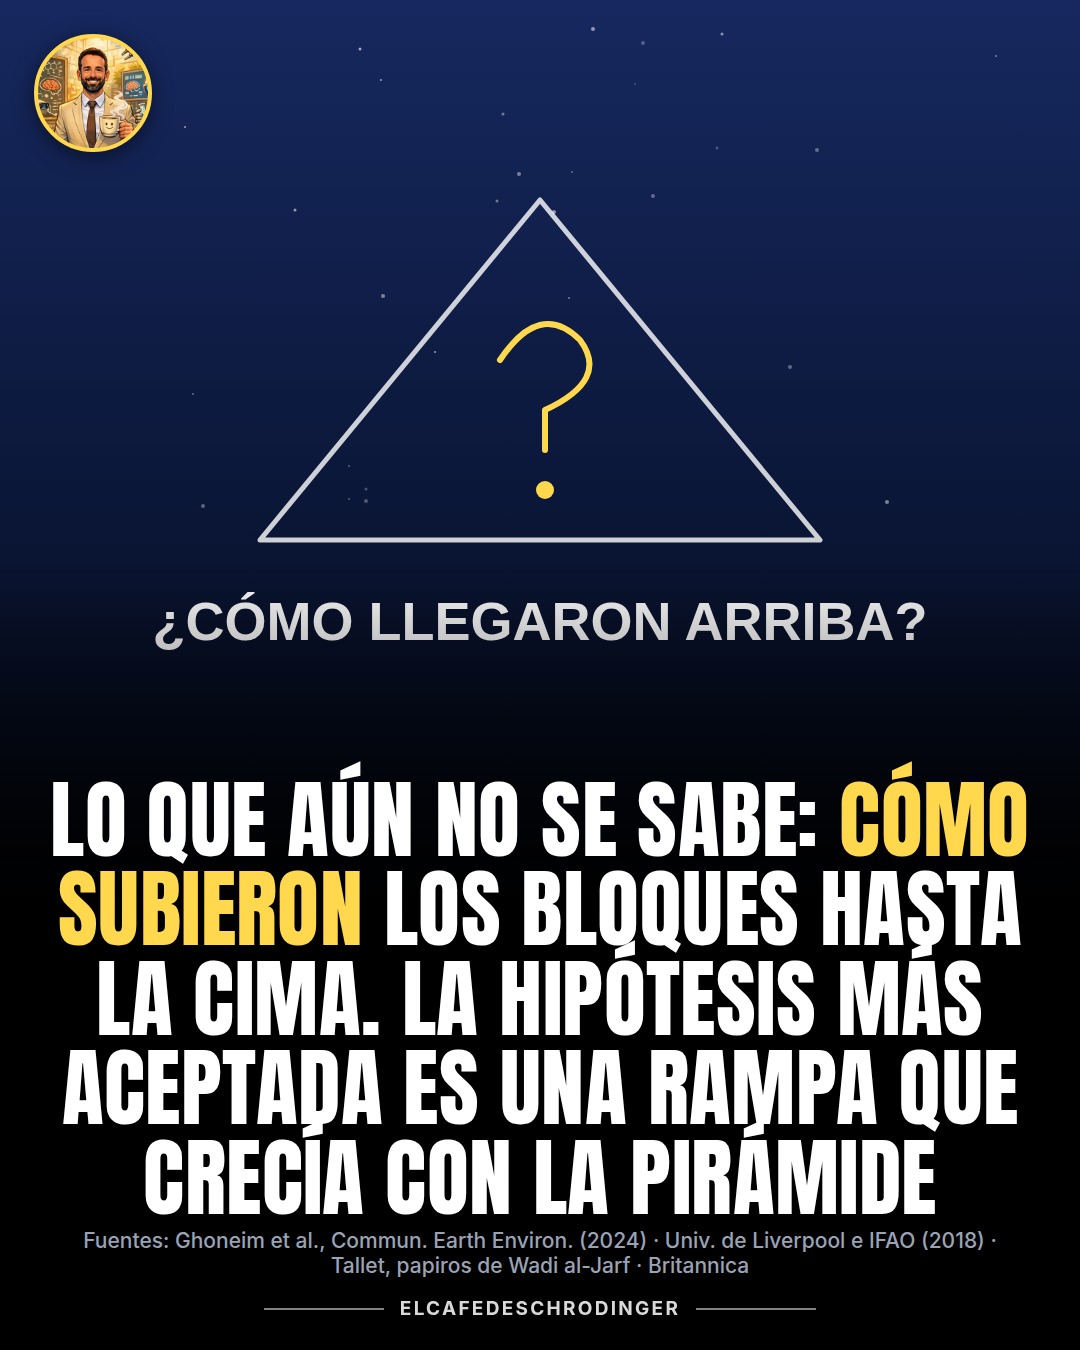 ?
¿CÓMO LLEGARON ARRIBA?
LO QUE AÚN NO SE SABE: CÓMO
SUBIERON LOS BLOQUES HASTA
LA CIMA. LA HIPÓTESIS MÁS
ACEPTADA ES UNA RAMPA QUE
CRECÍA CON LA PIRÁMIDE
Fuentes: Ghoneim et al., Commun. Earth Environ. (2024) · Univ. de Liverpool e IFAO (2018) ·
Tallet, papiros de Wadi al-Jarf · Britannica
ELCAFEDESCHRODINGER